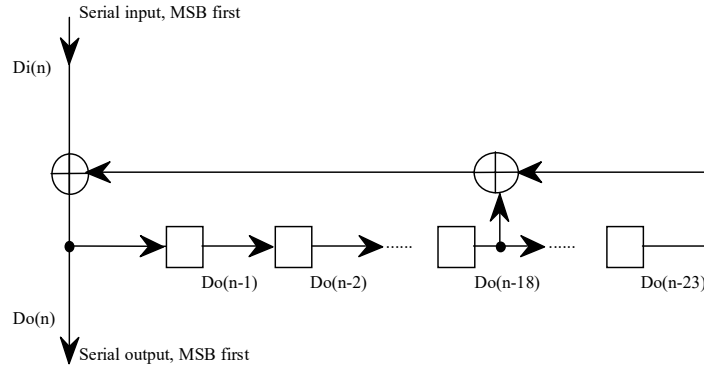 Serial input, MSB first
Di(n)
......
......
Do(n-1)
Do(n-2)
Do(n-18)
Do(n-23)
Do(n)
Serial output, MSB first